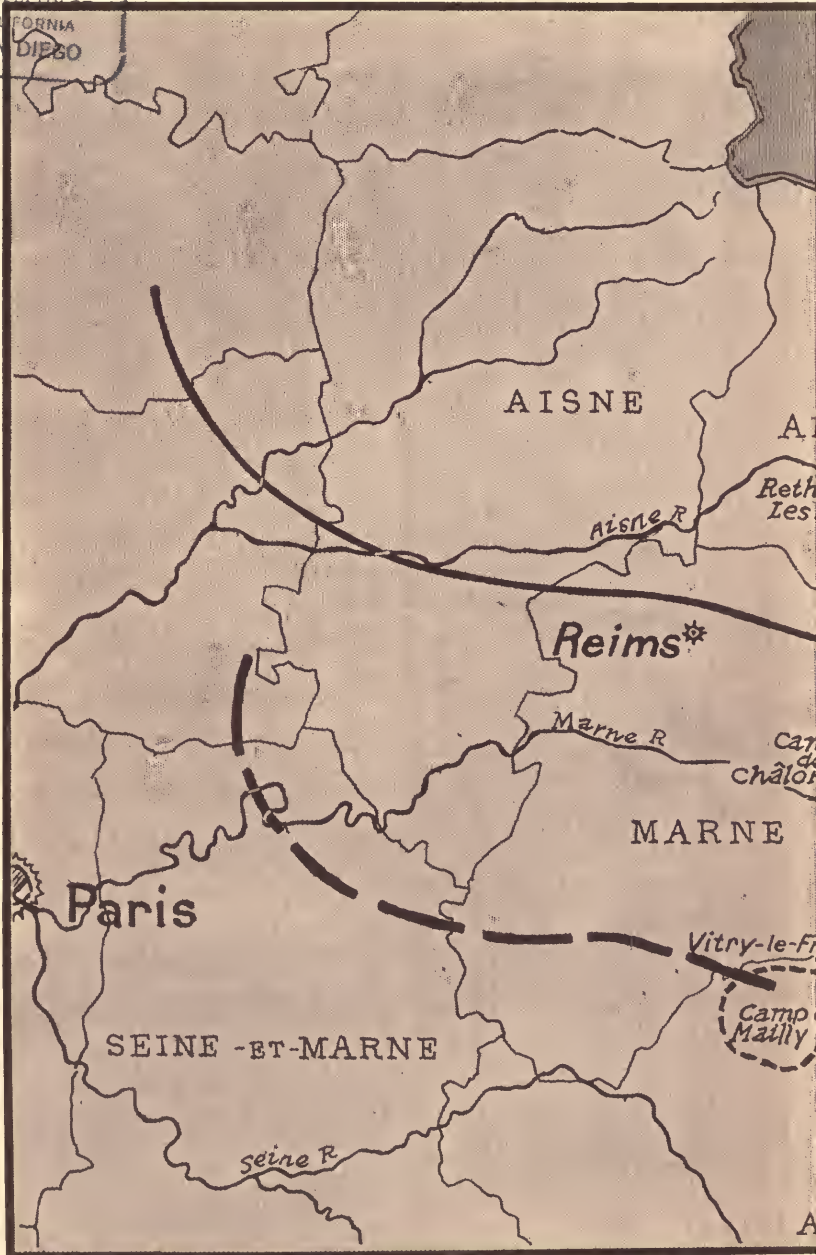 DIEGO
AISNE
Aisne R
Reims
Marne R
MARNE
Paris
Vitry-le-Fr
Camp
Mailly
SEINE-ET-MARNE
Seine R